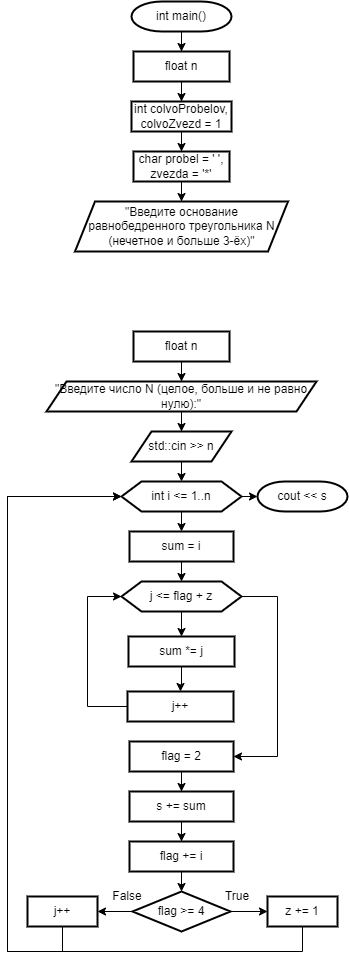 int main()
float n
int colvoProbelov,
colvoZvezd = 1
char probel = ' ',
zvezda = '*'
"Введите основание
равнобедренного треугольника N
(нечетное и больше 3-ёх)"
float n
"Введите число N (целое, больше и не равно
нулю):"
std::cin >> n
int i <= 1..n
cout << s
sum = i
j <= flag + z
sum *= j
j++
flag = 2
s += sum
flag += i
False
True
j++
flag >= 4
z += 1